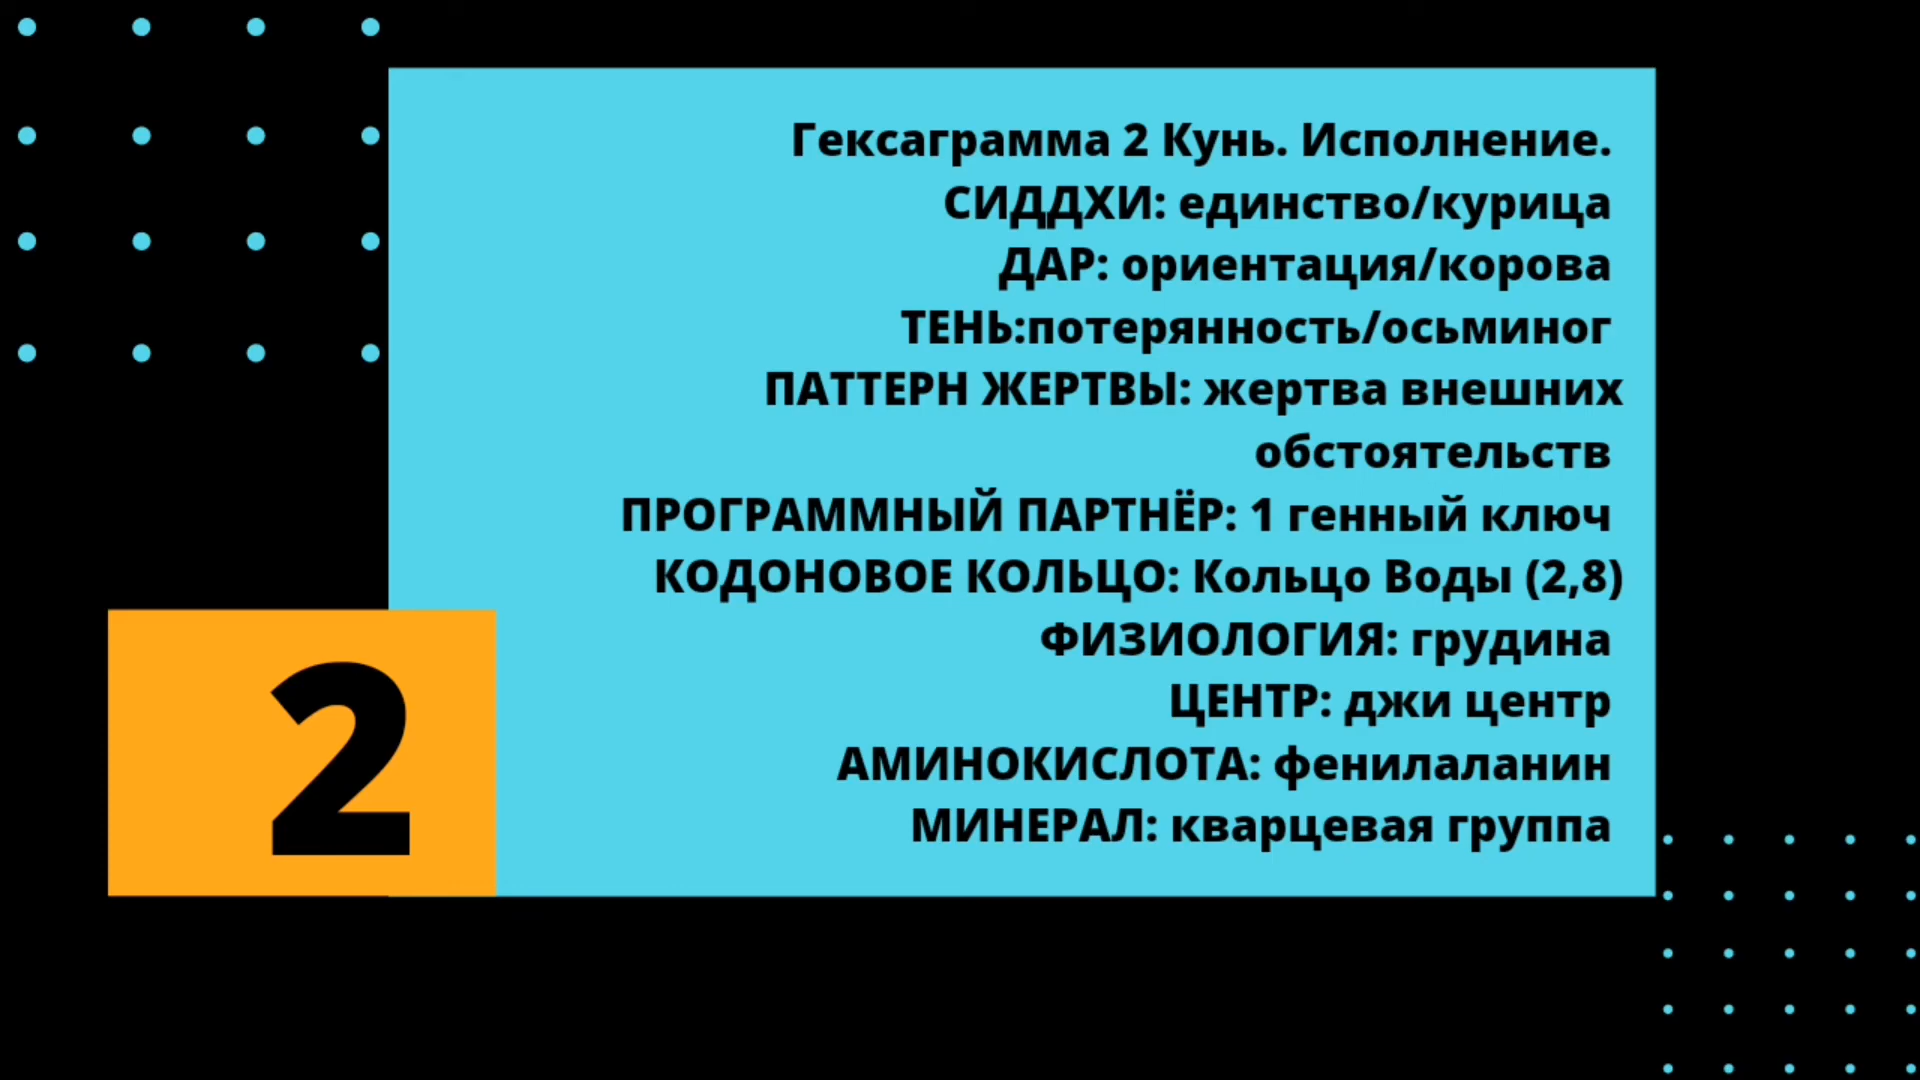 Гексаграмма 2 Кунь. Исполнение.
СИДДХИ: единство/курица
ДАР: ориентация/корова
ТЕНЬ:потерянность/осьминог
ПАТТЕРН ЖЕРТВЫ: жертва внешних
обстоятельств
ПРОГРАММНЫЙ ПАРТНЁР: 1 генный ключ
КОДОНОВОЕ КОЛЬЦО: Кольцо Воды (2,8)
ФИЗИОЛОГИЯ: грудина
ЦЕНТР: джи центр
АМИНОКИСЛОТА: фенилаланин
МИНЕРАЛ: кварцевая группа
2